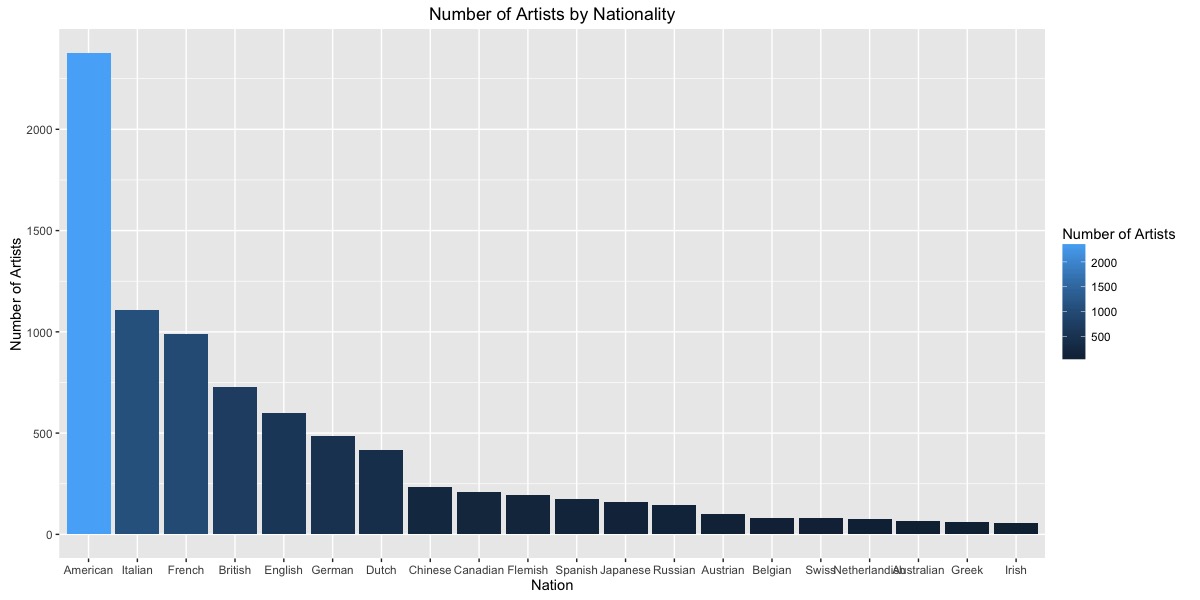 Number of Artists by Nationality
Number of Artists
2000
1500
1000
500
0
American Italian French British English German Dutch Chinese Canadian Flemish Spanish Japanese Russian Austrian Belgian Swiss Australian Greek Irish
Nation
Number of Artists
2000
1500
1000
500